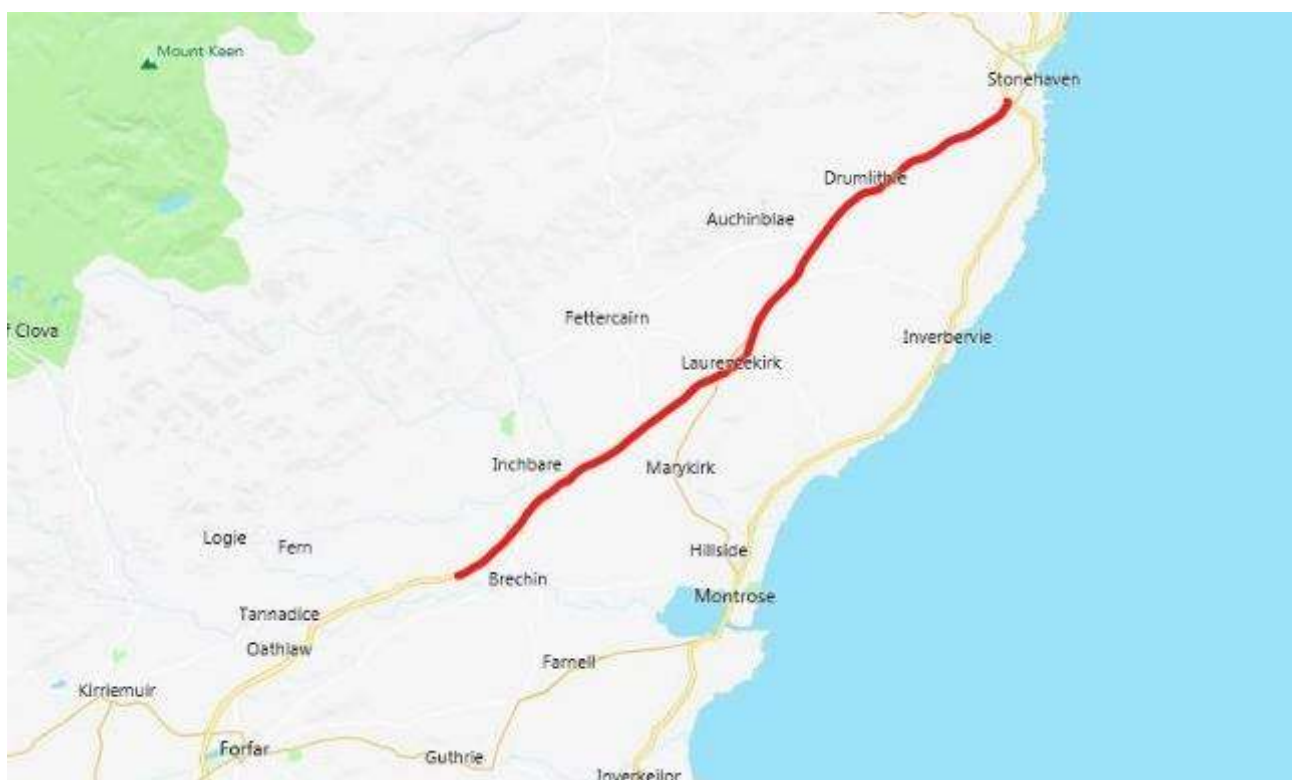 Mount Keen
Stonehaven
Drumlithie
Auchinblae
Fettercairn
f Clova
Inverbervie
Laurencekirk
Inchbare
Marykirk
Logie
Fern
Hillside
Brechin
Montrose
Tannadice
Oathlaw
Farnell
Kirriemuir
Forfar
Guthrie
Inverkeilor